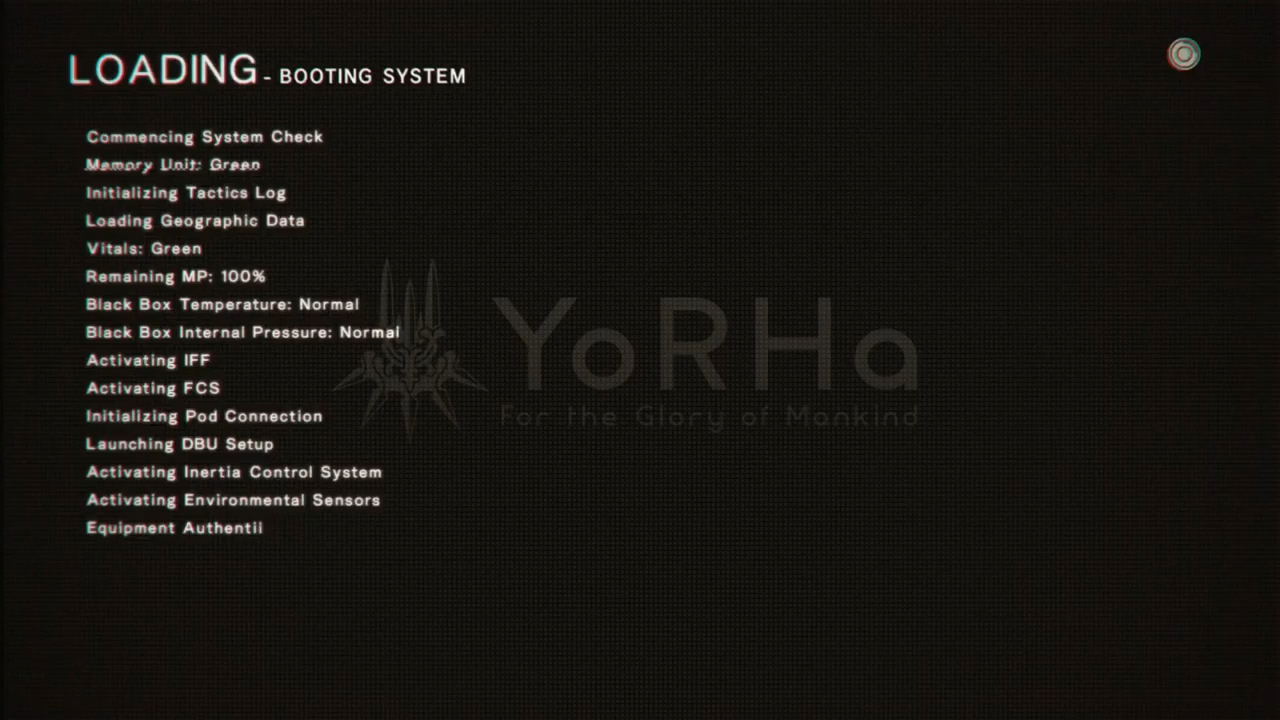 LOADING - BOOTING SYSTEM
Commencing System Check
Memory Unit: Green
Initializing Tactics Log
Loading Geographic Data
Vitals: Green
Remaining MP: 100%
Black Box Temperature: Normal
Black Box Internal Pressure: Normal
Activating IFF
Activating FCS
Initializing Pod Connection
Launching DBU Setup
Activating Inertia Control System
Activating Environmental Sensors
Equipment Authentii
YoRHa
For the Glory of Mankind